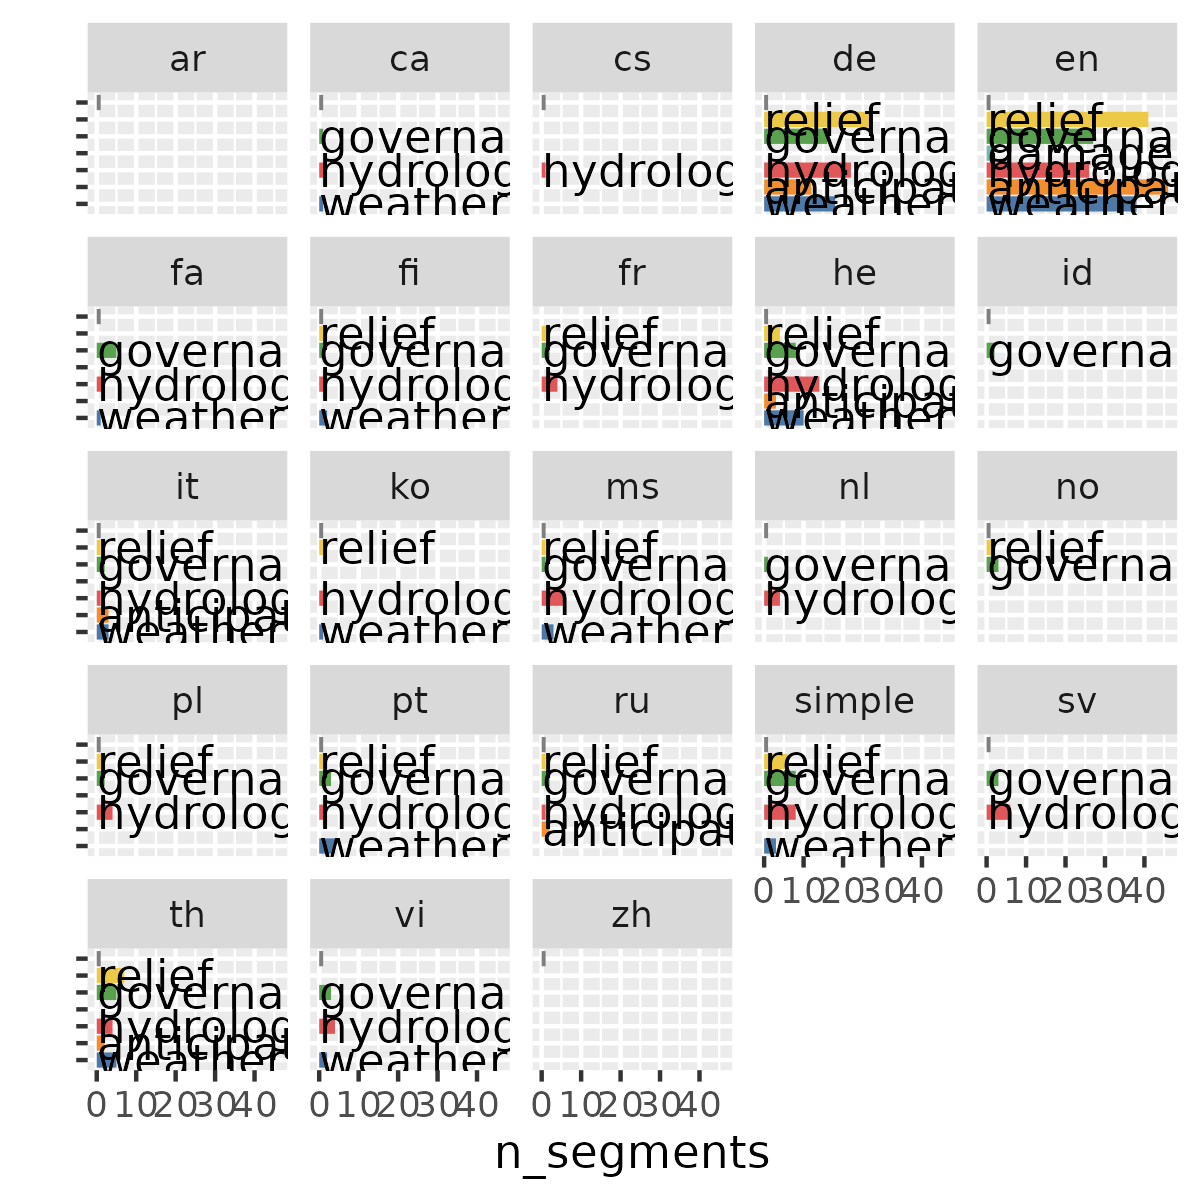 ar
ca
cs
de
en
governa
hydrolog
weather
hydrolog
relief
governa
hydrolog
anticipat
weather
relief
governa
damage
hydrolog
anticipat
weather
fa
fi
fr
he
id
governa
hydrolog
weather
relief
governa
hydrolog
weather
relief
governa
hydrolog
relief
governa
hydrolog
anticipat
weather
governa
it
ko
ms
nl
no
relief
governa
hydrolog
anticipat
weather
relief
hydrolog
weather
relief
governa
hydrolog
weather
governa
hydrolog
relief
governa
pl
pt
ru
simple
sv
relief
governa
hydrolog
relief
governa
hydrolog
weather
relief
governa
hydrolog
anticipat
relief
governa
hydrolog
weather
governa
hydrolog
0 10 20 30 40
0 10 20 30 40
th
vi
zh
relief
governa
hydrolog
anticipat
weather
governa
hydrolog
weather
0 10 20 30 40
0 10 20 30 40
0 10 20 30 40
n_segments